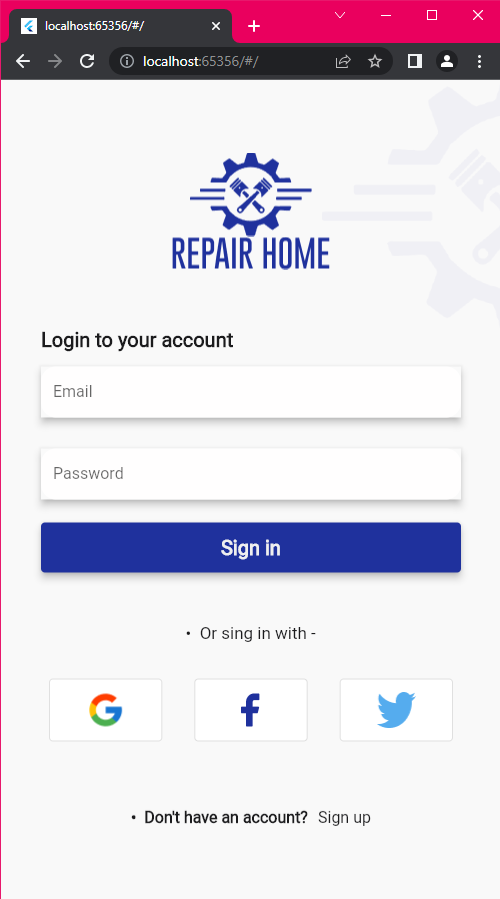 localhost:65356/#/
localhost:65356/#/
REPAIR HOME
Login to your account
Email
Password
Sign in
• Or sing in with -
• Don't have an account? Sign up